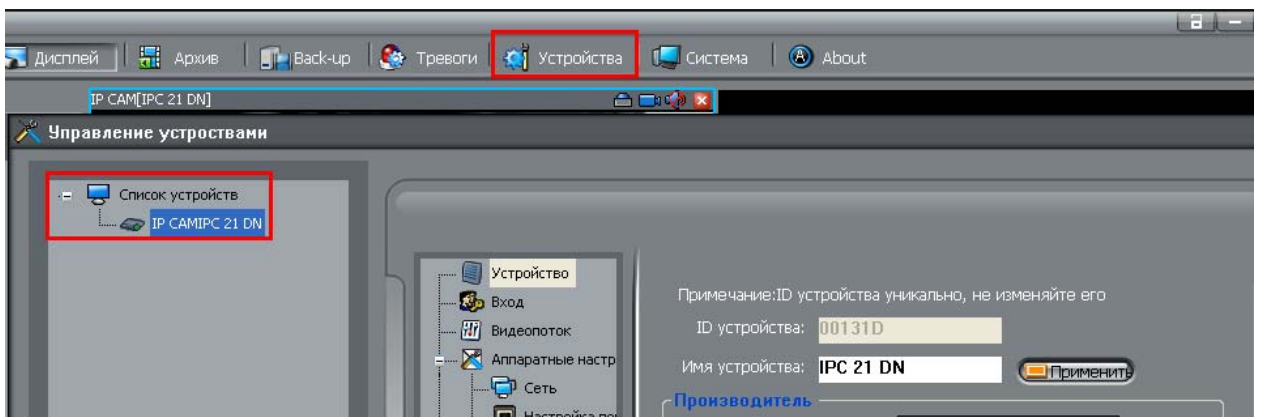 Дисплей Архив Back-up Тревоги Устройства Система About
IP CAM[IPC 21 DN]
Управление устроствами
Список устройств
IP CAMIPC 21 DN
Устройство
Вход
Видеопоток
Аппаратные настр
Сеть
Настройка
Примечание:ID устройства уникально, не изменяйте его
ID устройства: 00131D
Имя устройства: IPC 21 DN Применить
Производитель